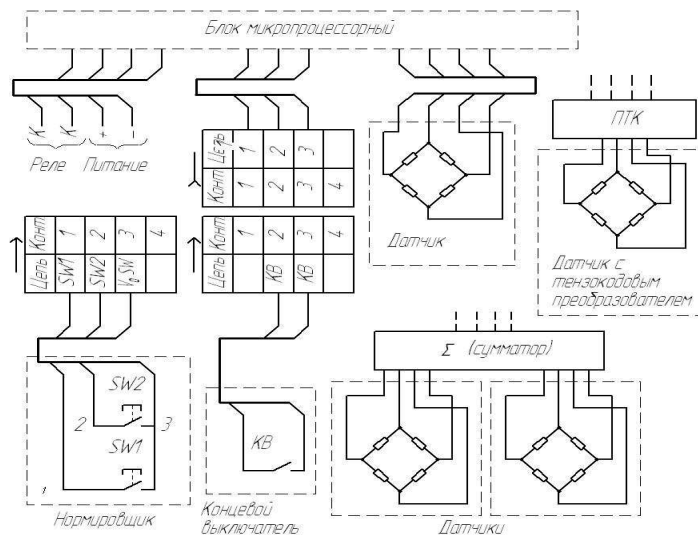 Блок микропроцессорный
К К + -
Реле Питание
Цепь 1 2 3
Конт 1 2 3 4
ПТК
Датчик
Датчик с
тензокодовым
преобразователем
Конт. 1 2 3 4
Цепь SW1 SW2 V₀SW
Конт. 1 2 3 4
Цепь КВ КВ
Σ (сумматор)
SW2
2 3
SW1
1
Нормировщик
КВ
Концевой
выключатель
Датчики